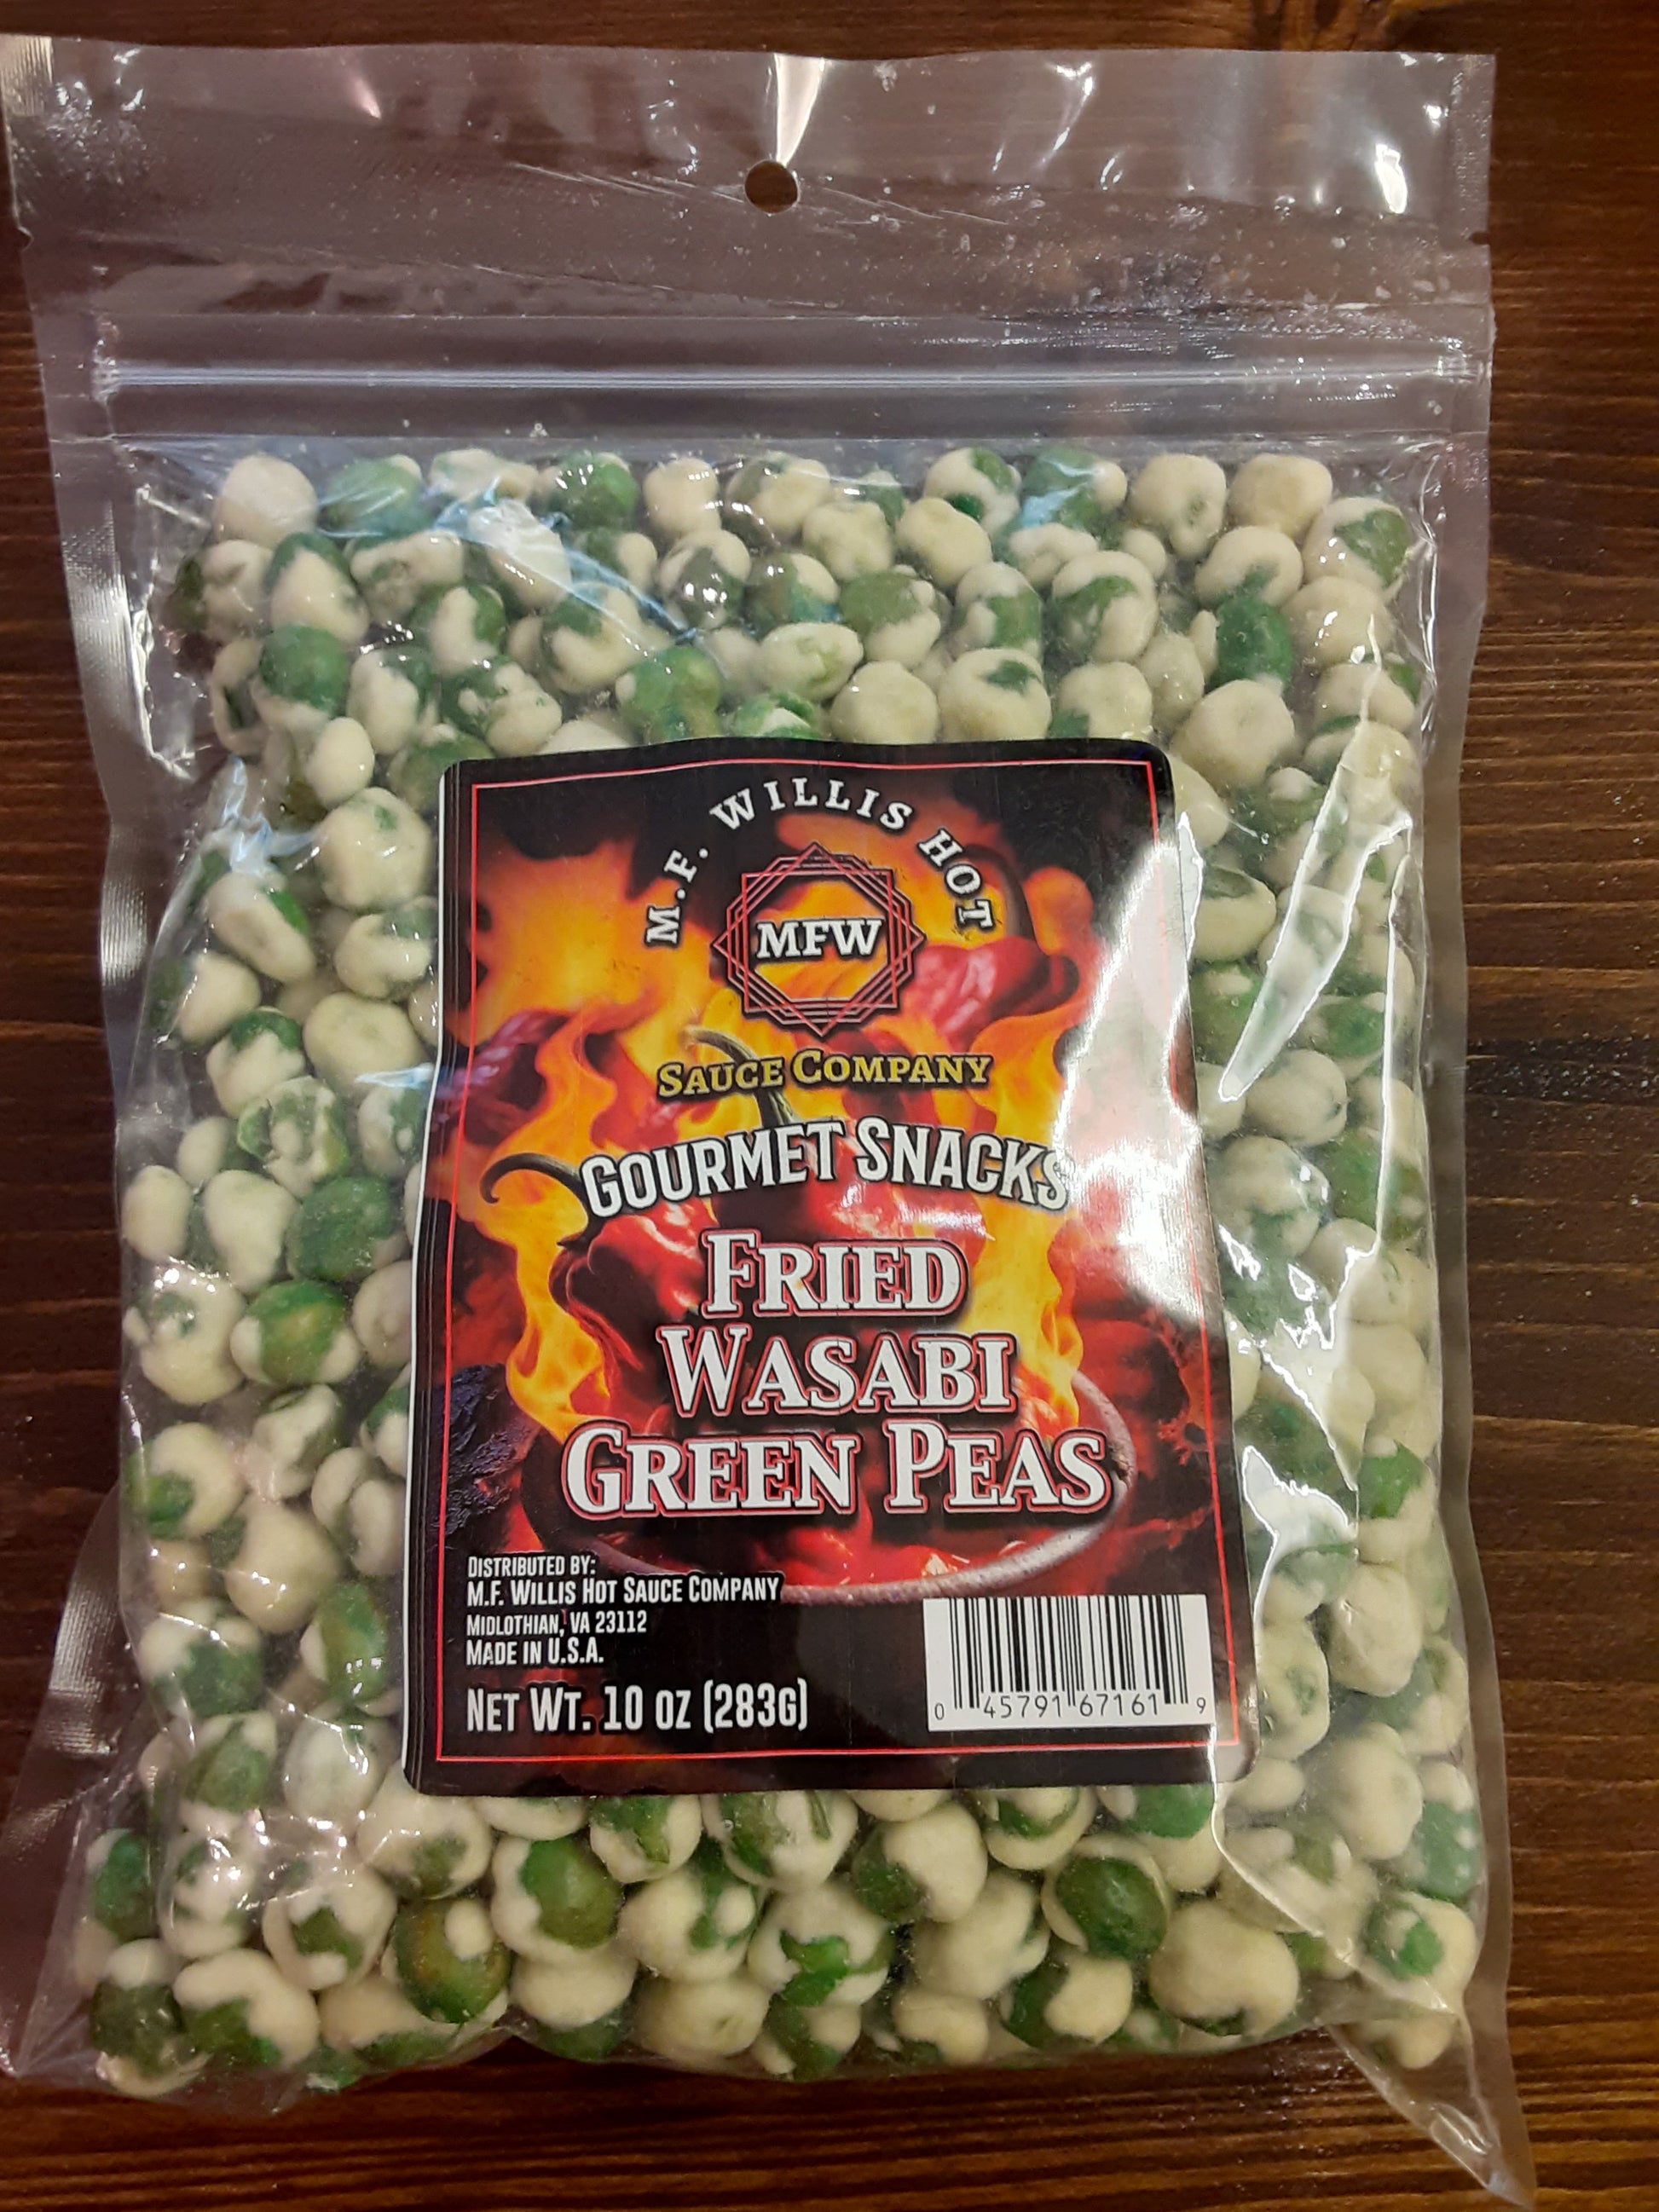 M.F. WILLIS HOT
MFW
SAUCE COMPANY
GOURMET SNACKS
FRIED
WASABI
GREEN PEAS
DISTRIBUTED BY:
M.F. WILLIS HOT SAUCE COMPANY
MIDLOTHIAN, VA 23112
MADE IN U.S.A.
NET WT. 10 OZ (283G)
0 45791 67161 9